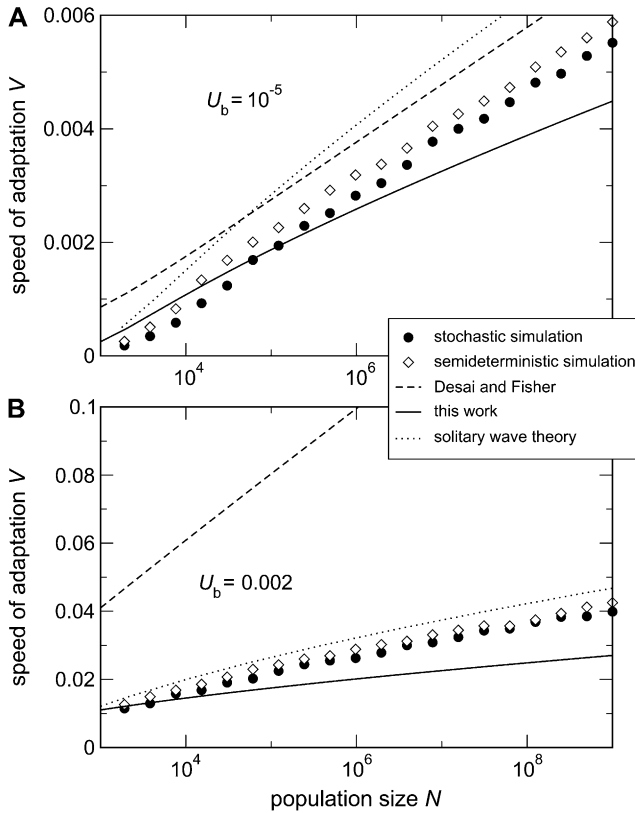 A
0.006
0.004
0.002
0
speed of adaptation V
U_b = 10^-5
10^4
10^6
stochastic simulation
semideterministic simulation
Desai and Fisher
this work
solitary wave theory
B
0.1
0.08
0.06
0.04
0.02
0
speed of adaptation V
U_b = 0.002
10^4
10^6
10^8
population size N